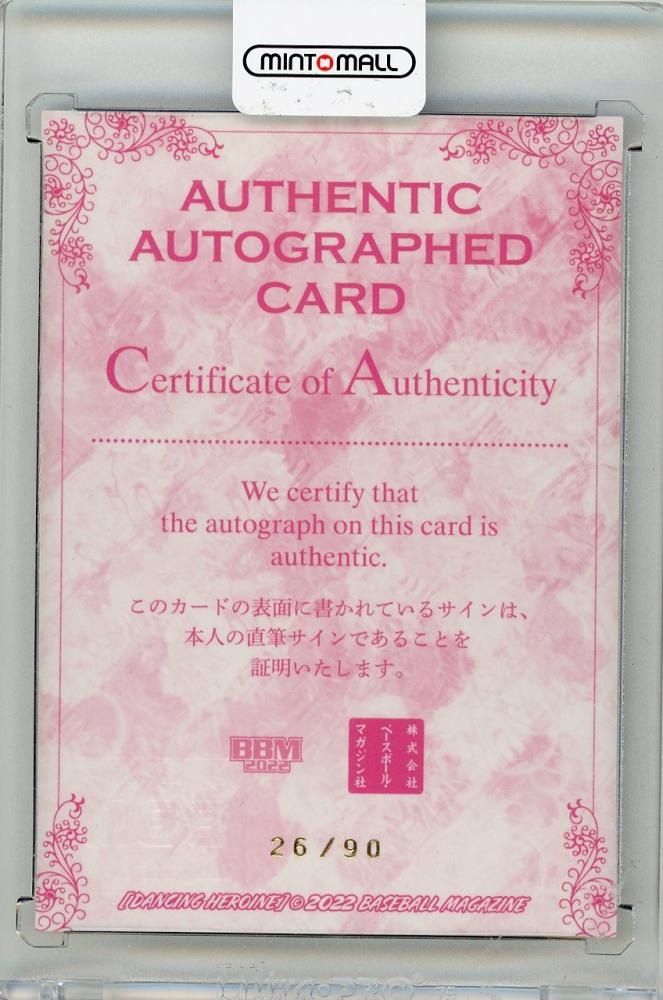 MINTOMALL
AUTHENTIC
AUTOGRAPHED
CARD
Certificate of Authenticity
We certify that
the autograph on this card is
authentic.
このカードの表面に書かれているサインは、
本人の直筆サインであることを
証明いたします。
BBM
2022
株式会社
ベースボール・
マガジン社
26/90
[DANCING HEROINE] © 2022 BASEBALL MAGAZINE